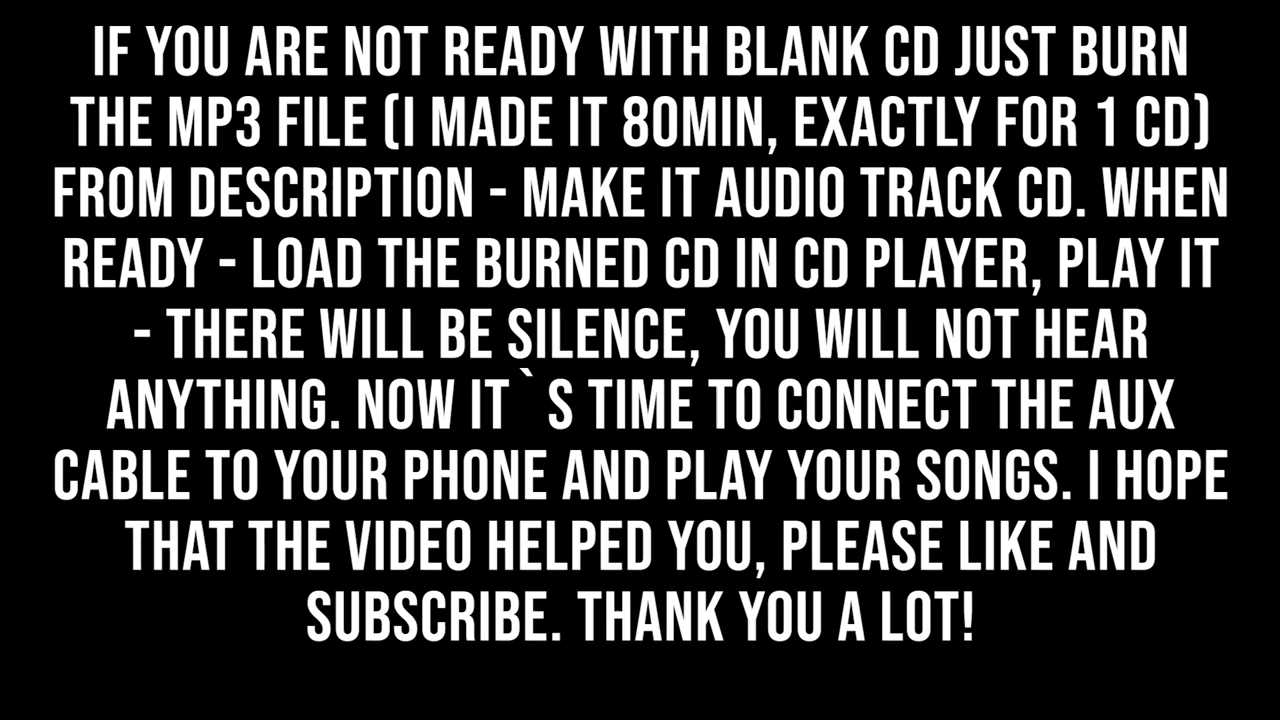 IF YOU ARE NOT READY WITH BLANK CD JUST BURN
THE MP3 FILE (I MADE IT 80MIN, EXACTLY FOR 1 CD)
FROM DESCRIPTION - MAKE IT AUDIO TRACK CD. WHEN
READY - LOAD THE BURNED CD IN CD PLAYER, PLAY IT
- THERE WILL BE SILENCE, YOU WILL NOT HEAR
ANYTHING. NOW IT`S TIME TO CONNECT THE AUX
CABLE TO YOUR PHONE AND PLAY YOUR SONGS. I HOPE
THAT THE VIDEO HELPED YOU, PLEASE LIKE AND
SUBSCRIBE. THANK YOU A LOT!